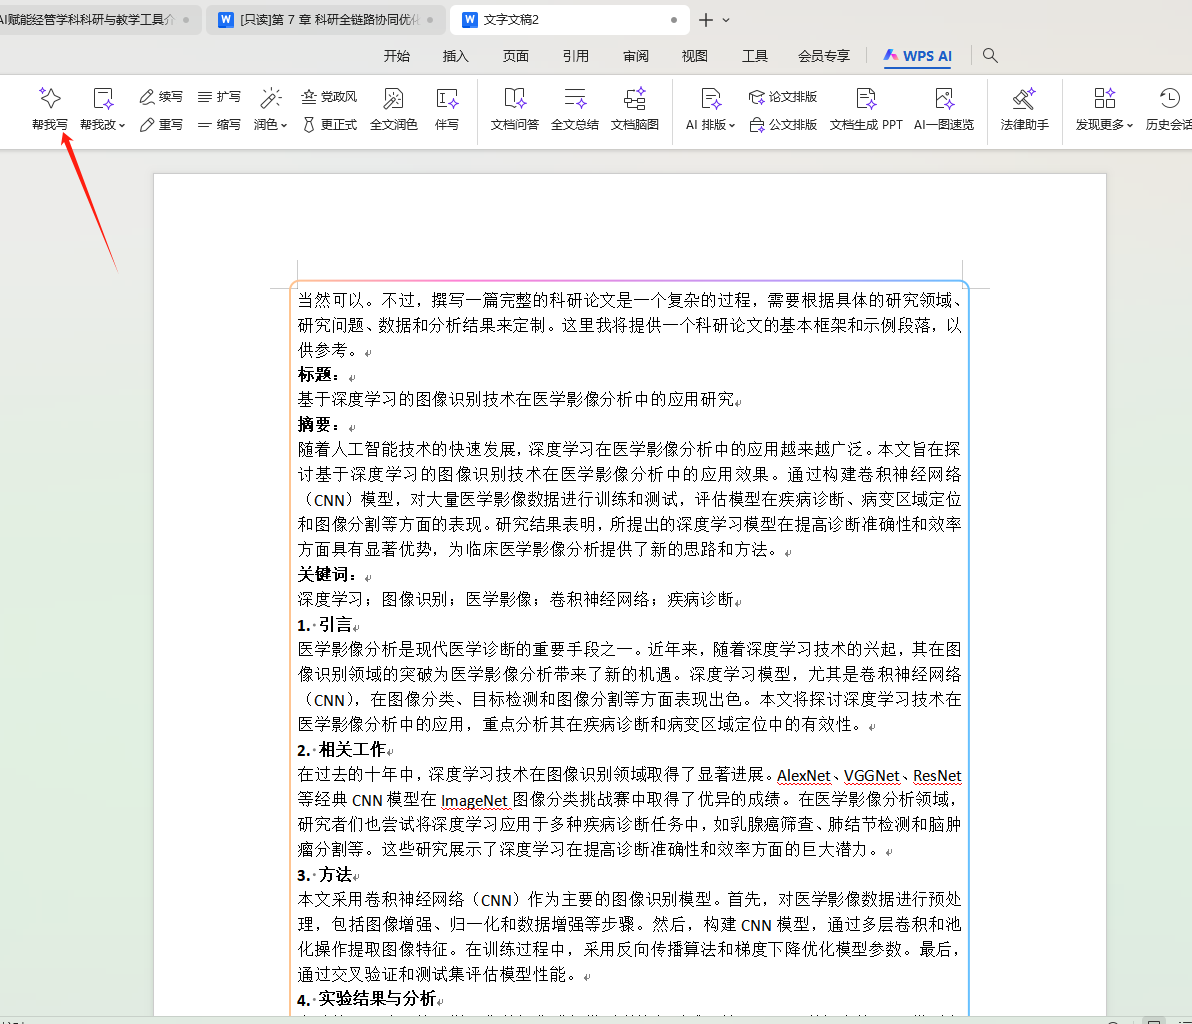 AI赋能经管学科科研与教学工具介
[只读]第 7 章 科研全链路协同优化
文字文稿2
开始 插入 页面 引用 审阅 视图 工具 会员专享 WPS AI
续写 扩写 党政风 论文排版
帮我写 帮我改 重写 缩写 润色 更正式 全文润色 伴写 文档问答 全文总结 文档脑图 AI 排版 公文排版 文档生成 PPT AI一图速览 法律助手 发现更多 历史会话
当然可以。不过，撰写一篇完整的科研论文是一个复杂的过程，需要根据具体的研究领域、
研究问题、数据和分析结果来定制。这里我将提供一个科研论文的基本框架和示例段落，以
供参考。
标题：
基于深度学习的图像识别技术在医学影像分析中的应用研究
摘要：
随着人工智能技术的快速发展，深度学习在医学影像分析中的应用越来越广泛。本文旨在探
讨基于深度学习的图像识别技术在医学影像分析中的应用效果。通过构建卷积神经网络
（CNN）模型，对大量医学影像数据进行训练和测试，评估模型在疾病诊断、病变区域定位
和图像分割等方面的表现。研究结果表明，所提出的深度学习模型在提高诊断准确性和效率
方面具有显著优势，为临床医学影像分析提供了新的思路和方法。
关键词：
深度学习；图像识别；医学影像；卷积神经网络；疾病诊断
1. 引言
医学影像分析是现代医学诊断的重要手段之一。近年来，随着深度学习技术的兴起，其在图
像识别领域的突破为医学影像分析带来了新的机遇。深度学习模型，尤其是卷积神经网络
（CNN），在图像分类、目标检测和图像分割等方面表现出色。本文将探讨深度学习技术在
医学影像分析中的应用，重点分析其在疾病诊断和病变区域定位中的有效性。
2. 相关工作
在过去的十年中，深度学习技术在图像识别领域取得了显著进展。AlexNet、VGGNet、ResNet
等经典 CNN 模型在 ImageNet 图像分类挑战赛中取得了优异的成绩。在医学影像分析领域，
研究者们也尝试将深度学习应用于多种疾病诊断任务中，如乳腺癌筛查、肺结节检测和脑肿
瘤分割等。这些研究展示了深度学习在提高诊断准确性和效率方面的巨大潜力。
3. 方法
本文采用卷积神经网络（CNN）作为主要的图像识别模型。首先，对医学影像数据进行预处
理，包括图像增强、归一化和数据增强等步骤。然后，构建 CNN 模型，通过多层卷积和池
化操作提取图像特征。在训练过程中，采用反向传播算法和梯度下降优化模型参数。最后，
通过交叉验证和测试集评估模型性能。
4. 实验结果与分析